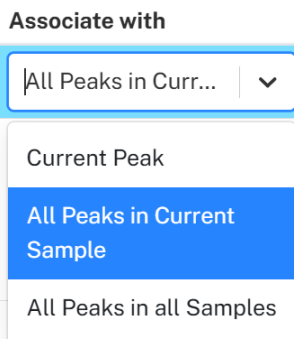 Associate with
All Peaks in Curr...
Current Peak
All Peaks in Current
Sample
All Peaks in all Samples